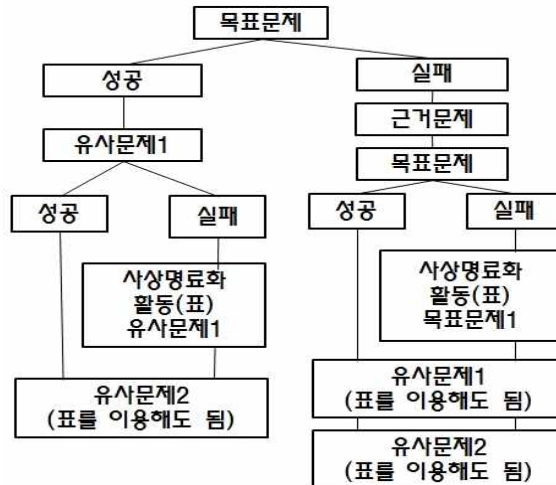 목표문제
성공
실패
유사문제1
근거문제
목표문제
성공
실패
성공
실패
사상명료화
활동(표)
유사문제1
사상명료화
활동(표)
목표문제1
유사문제2
(표를 이용해도 됨)
유사문제1
(표를 이용해도 됨)
유사문제2
(표를 이용해도 됨)